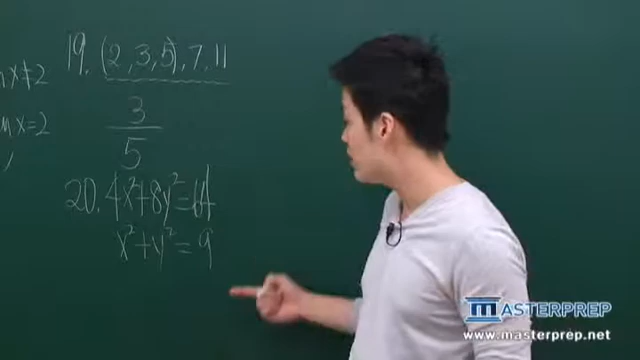 19. (2,3,5), 7, 11
x=2
x=2
3
5
20. 4x²+8y²=64
x²+y²=9
MASTERPREP
www.masterprep.net